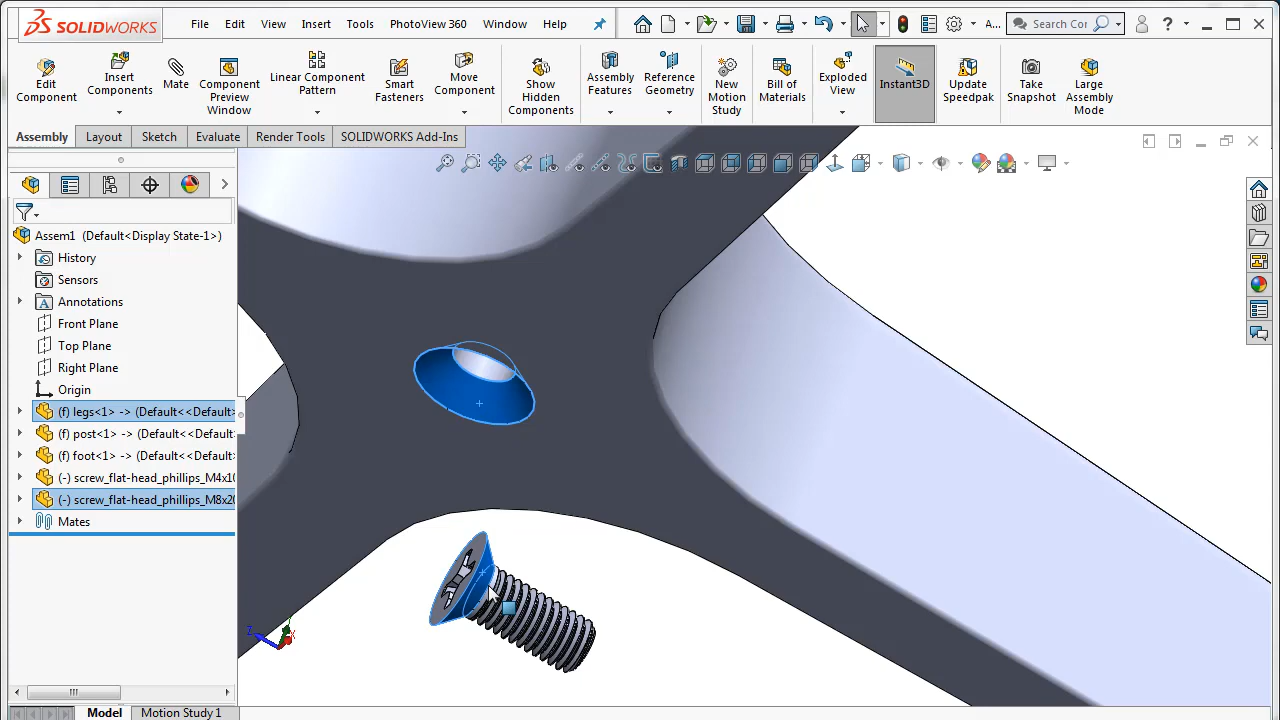 SOLIDWORKS
File Edit View Insert Tools PhotoView 360 Window Help
A...
Search Cor
?
Edit Component
Insert Components
Mate
Component Preview Window
Linear Component Pattern
Smart Fasteners
Move Component
Show Hidden Components
Assembly Features
Reference Geometry
New Motion Study
Bill of Materials
Exploded View
Instant3D
Update Speedpak
Take Snapshot
Large Assembly Mode
Assembly Layout Sketch Evaluate Render Tools SOLIDWORKS Add-Ins
Assem1 (Default<Display State-1>)
History
Sensors
A Annotations
Front Plane
Top Plane
Right Plane
Origin
(f) legs<1> -> (Default<<Default>
(f) post<1> -> (Default<<Default
(f) foot<1> -> (Default<<Default
(-) screw_flat-head_phillips_M4x10
(-) screw_flat-head_phillips_M8x20
Mates
Z
X
Model Motion Study 1